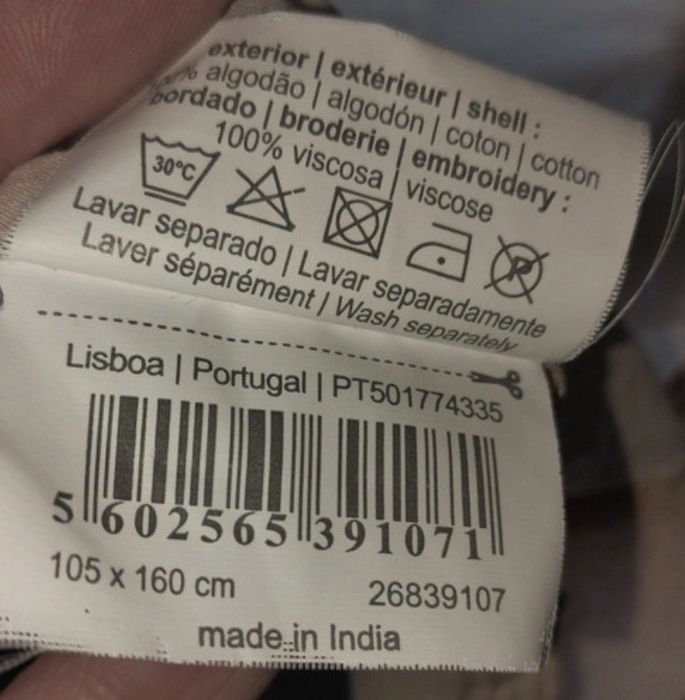 exterior | extérieur | shell :
100% algodão | algodón | coton | cotton
bordado | broderie | embroidery :
100% viscosa | viscose
30°C
P
Lavar separado | Lavar separadamente
Laver séparément | Wash separately
Lisboa | Portugal | PT501774335
5 602565 391071
105 x 160 cm 26839107
made in India